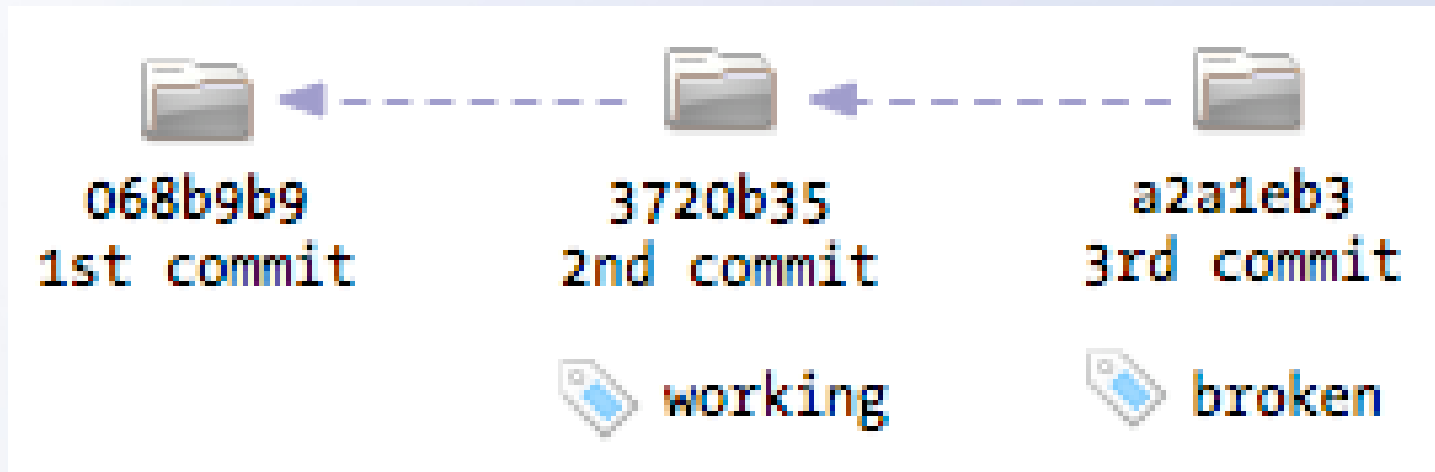 068b9b9
1st commit
3720b35
2nd commit
working
a2a1eb3
3rd commit
broken